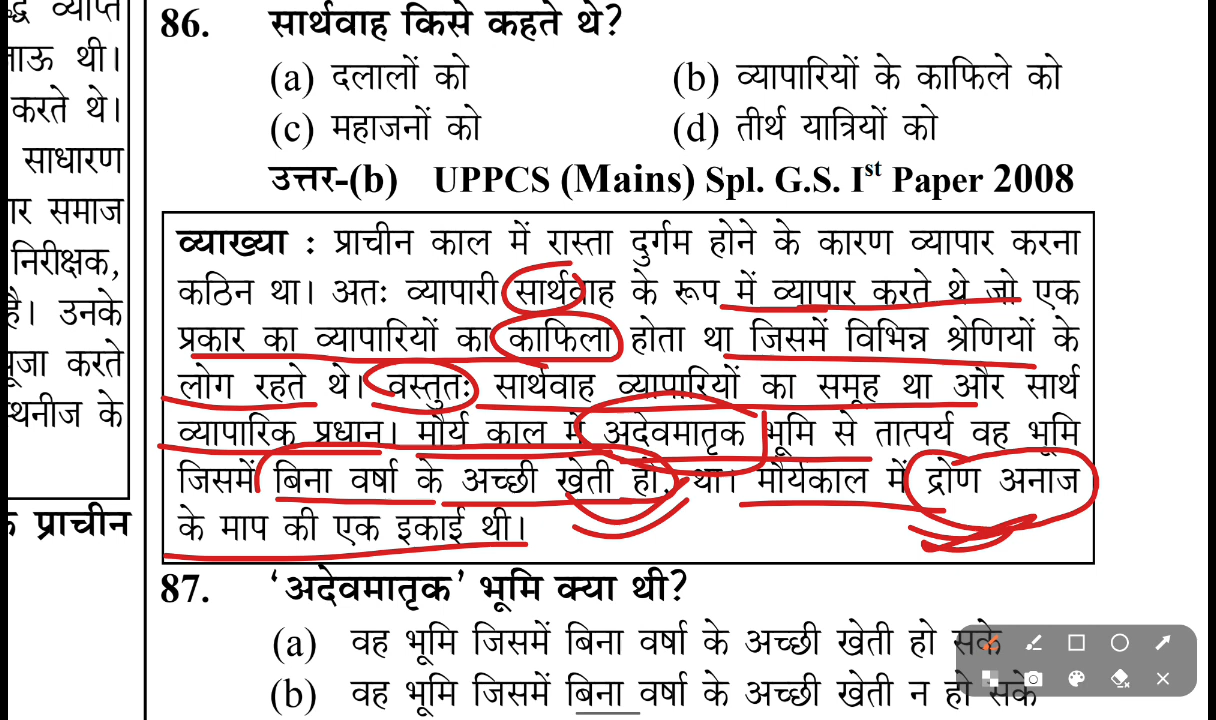 द्ध व्याप्त
नाऊ थी।
करते थे।
साधारण
गर समाज
निरीक्षक,
है। उनके
पूजा करते
थनीज के
प्राचीन
86. सार्थवाह किसे कहते थे?
(a) दलालों को (b) व्यापारियों के काफिले को
(c) महाजनों को (d) तीर्थ यात्रियों को
उत्तर-(b) UPPCS (Mains) Spl. G.S. Ist Paper 2008
व्याख्या : प्राचीन काल में रास्ता दुर्गम होने के कारण व्यापार करना
कठिन था। अतः व्यापारी सार्थवाह के रूप में व्यापार करते थे जो एक
प्रकार का व्यापारियों का काफिला होता था जिसमें विभिन्न श्रेणियों के
लोग रहते थे। वस्तुतः सार्थवाह व्यापारियों का समूह था और सार्थ
व्यापारिक प्रधान। मौर्य काल में अदेवमातृक भूमि से तात्पर्य वह भूमि
जिसमें बिना वर्षा के अच्छी खेती हो, था। मौर्यकाल में द्रोण अनाज
के माप की एक इकाई थी।
87. 'अदेवमातृक' भूमि क्या थी?
(a) वह भूमि जिसमें बिना वर्षा के अच्छी खेती हो सके
(b) वह भूमि जिसमें बिना वर्षा के अच्छी खेती न हो सके